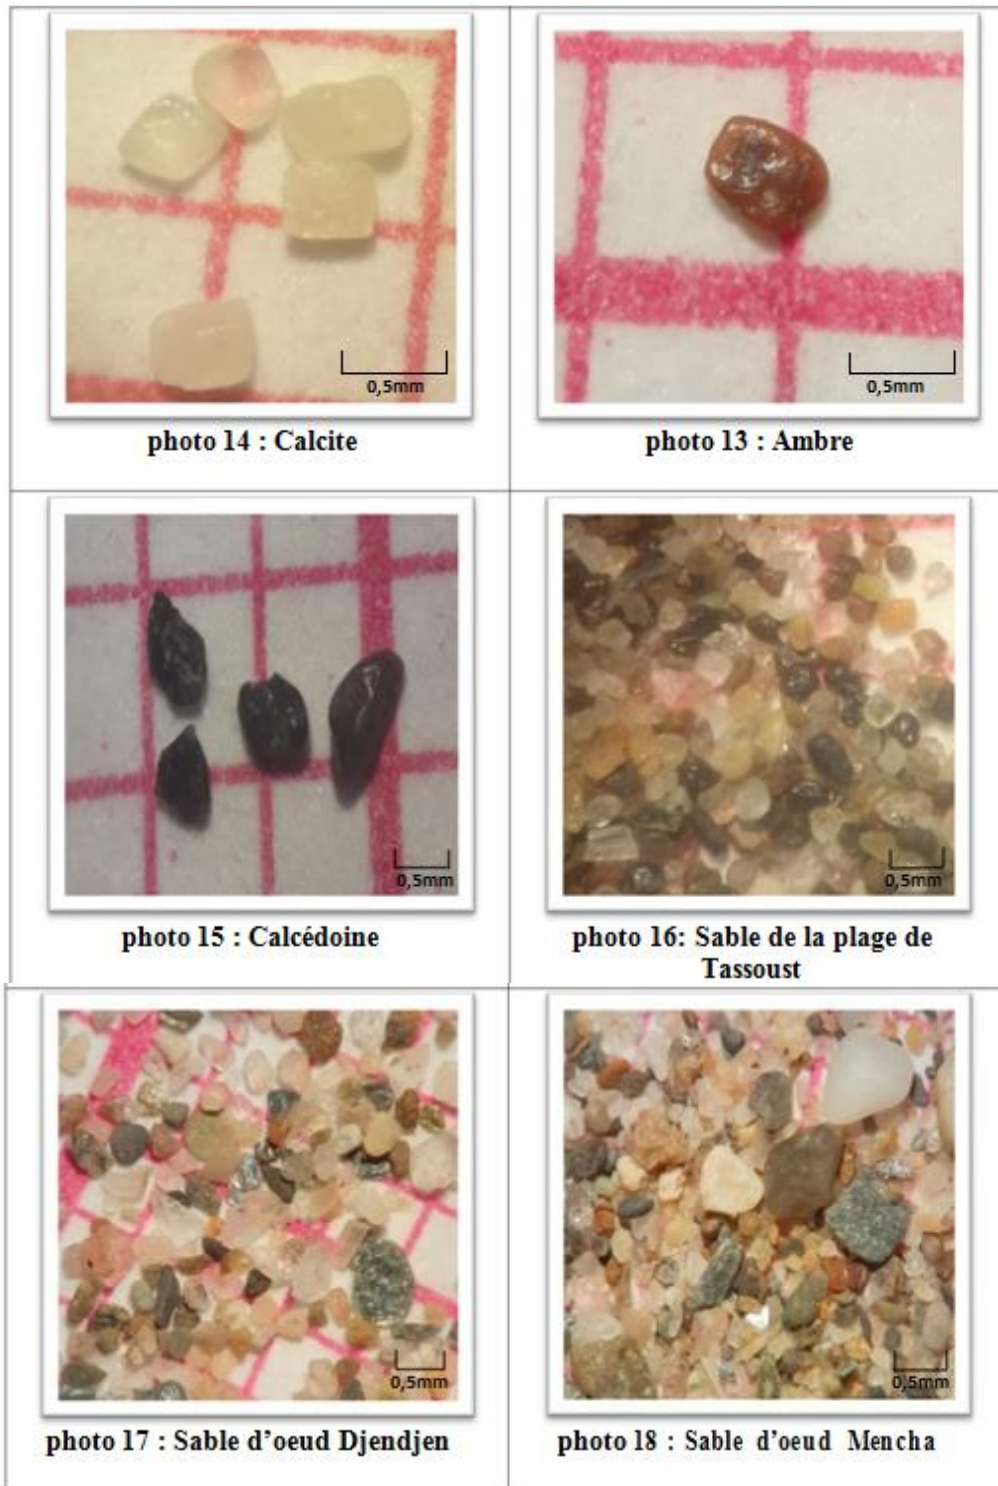 0,5mm
0,5mm
photo 14 : Calcite
photo 13 : Ambre
0,5mm
0,5mm
photo 15 : Calcédoine
photo 16: Sable de la plage de
Tassoust
0,5mm
0,5mm
photo 17 : Sable d’oeud Djendjen
photo 18 : Sable d’oeud Mencha